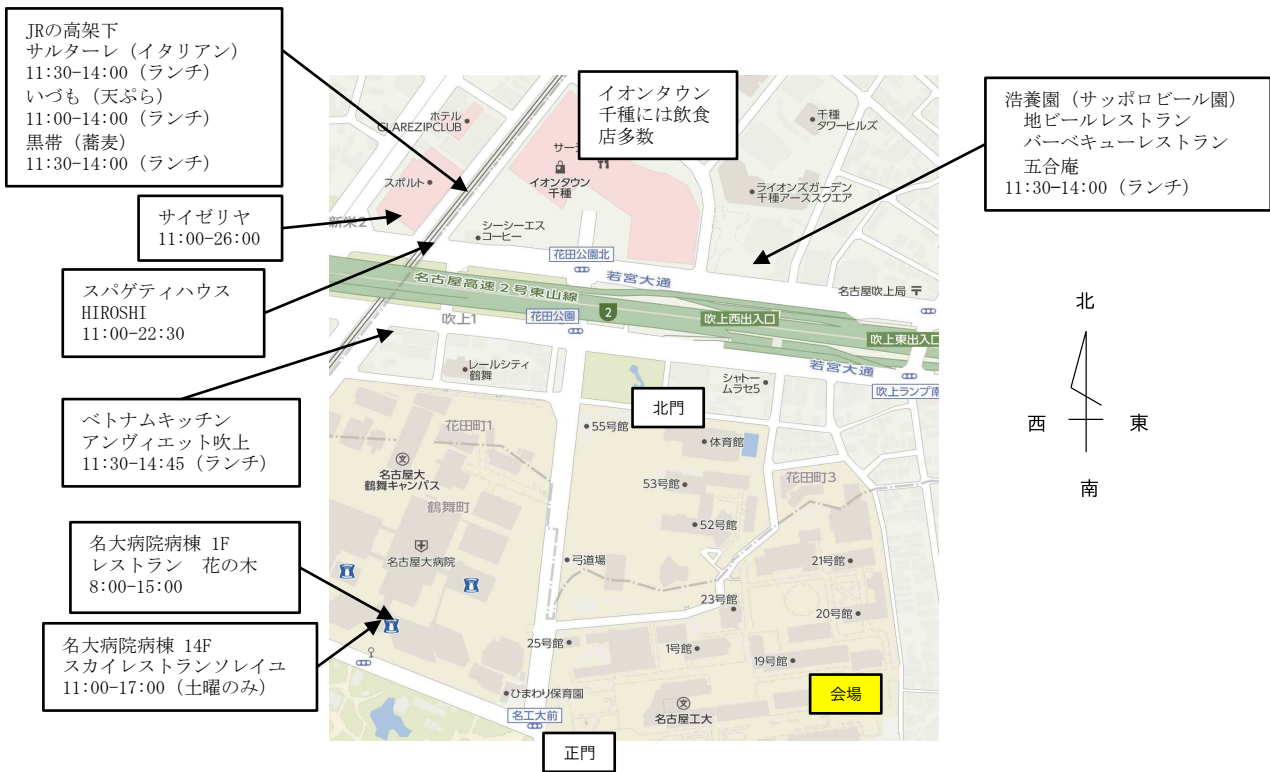 JRの高架下
サルターレ（イタリアン）
11:30-14:00（ランチ）
いづも（天ぷら）
11:00-14:00（ランチ）
黒帯（蕎麦）
11:30-14:00（ランチ）
サイゼリヤ
11:00-26:00
スパゲティハウス
HIROSHI
11:00-22:30
ベトナムキッチン
アンヴィエット吹上
11:30-14:45（ランチ）
名大病院病棟 1F
レストラン　花の木
8:00-15:00
名大病院病棟 14F
スカイレストランソレイユ
11:00-17:00（土曜のみ）
イオンタウン
千種には飲食
店多数
浩養園（サッポロビール園）
地ビールレストラン
バーベキューレストラン
五合庵
11:30-14:00（ランチ）
北
西
東
南
ホテル
CLAREZIPCLUB
千種
タワーヒルズ
スポルト
イオンタウン
千種
ライオンズガーデン
千種アーススクエア
新栄2
シーシーエス
コーヒー
花田公園北
若宮大通
名古屋高速2号東山線
名古屋吹上局
2
吹上1
花田公園
吹上西出入口
吹上東出入口
レールシティ
鶴舞
シャトー
ムラセ5
若宮大通
吹上ランプ南
北門
花田町1
55号館
体育館
文
名古屋大
鶴舞キャンパス
53号館
花田町3
鶴舞町
52号館
名古屋大病院
弓道場
21号館
23号館
20号館
25号館
1号館
19号館
ひまわり保育園
文
名古屋工大
会場
名工大前
正門